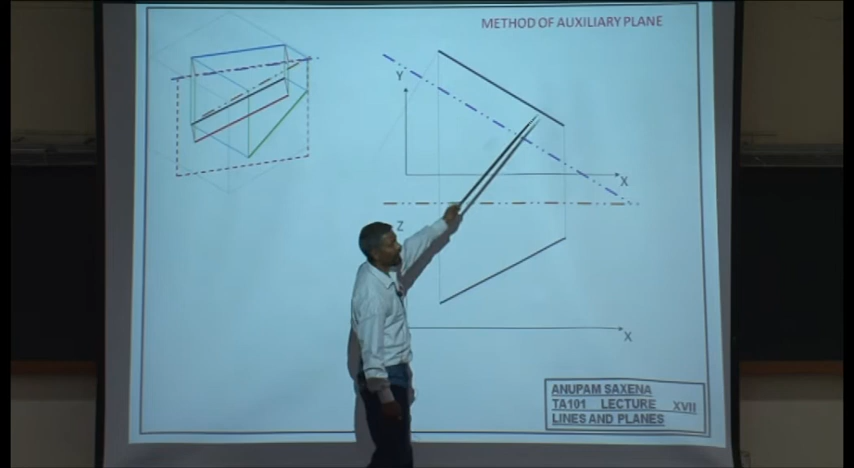 METHOD OF AUXILIARY PLANE
Y
X
Z
X
ANUPAM SAXENA
TA101 LECTURE XVII
LINES AND PLANES